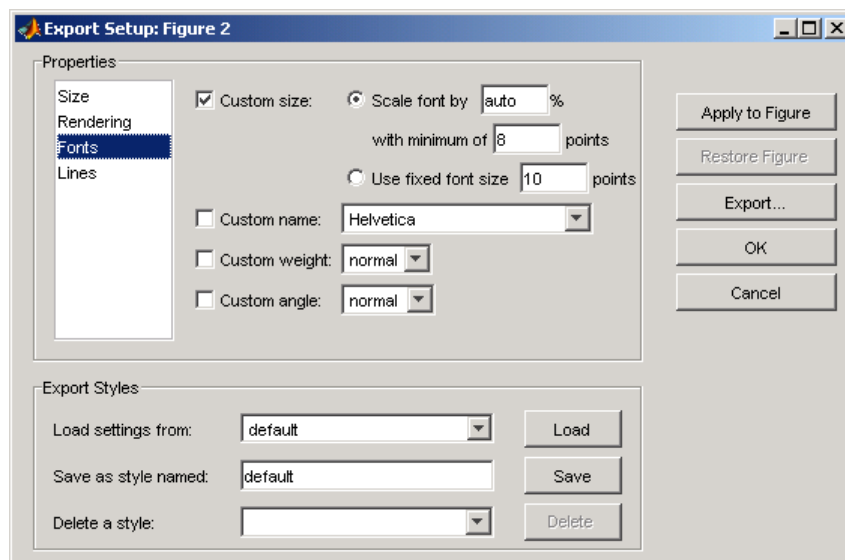 Export Setup: Figure 2
Properties
Size
Rendering
Fonts
Lines
Custom size: Scale font by auto %
with minimum of 8 points
Use fixed font size 10 points
Custom name: Helvetica
Custom weight: normal
Custom angle: normal
Apply to Figure
Restore Figure
Export...
OK
Cancel
Export Styles
Load settings from: default Load
Save as style named: default Save
Delete a style: Delete